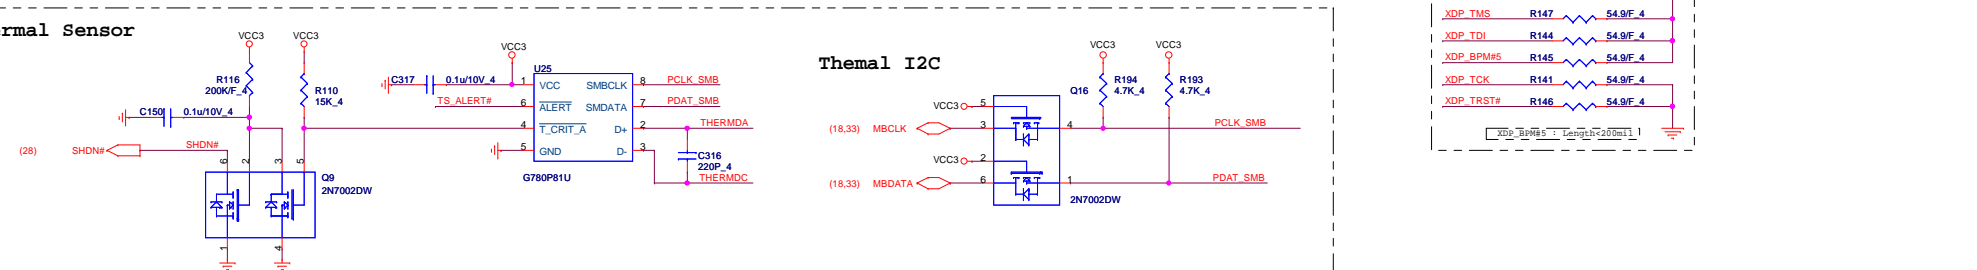 rmal Sensor
VCC3
VCC3
R116
200K/F_4
R110
15K_4
C150
0.1u/10V_4
(28)
SHDN#
SHDN#
6
2
3
5
Q9
2N7002DW
1
4
VCC3
C317
0.1u/10V_4
TS_ALERT#
U25
1
VCC
SMBCLK
8
PCLK_SMB
6
ALERT
SMDATA
7
PDAT_SMB
4
T_CRIT_A
D+
2
THERMDA
5
GND
D-
3
C316
220P_4
THERMDC
G780P81U
Themal I2C
VCC3
VCC3
R194
4.7K_4
R193
4.7K_4
Q16
VCC3
5
(18,33)
MBCLK
3
4
PCLK_SMB
VCC3
2
(18,33)
MBDATA
6
1
PDAT_SMB
2N7002DW
XDP_TMS
R147
54.9/F_4
XDP_TDI
R144
54.9/F_4
XDP_BPM#5
R145
54.9/F_4
XDP_TCK
R141
54.9/F_4
XDP_TRST#
R146
54.9/F_4
XDP_BPM#5 : Length<200mil